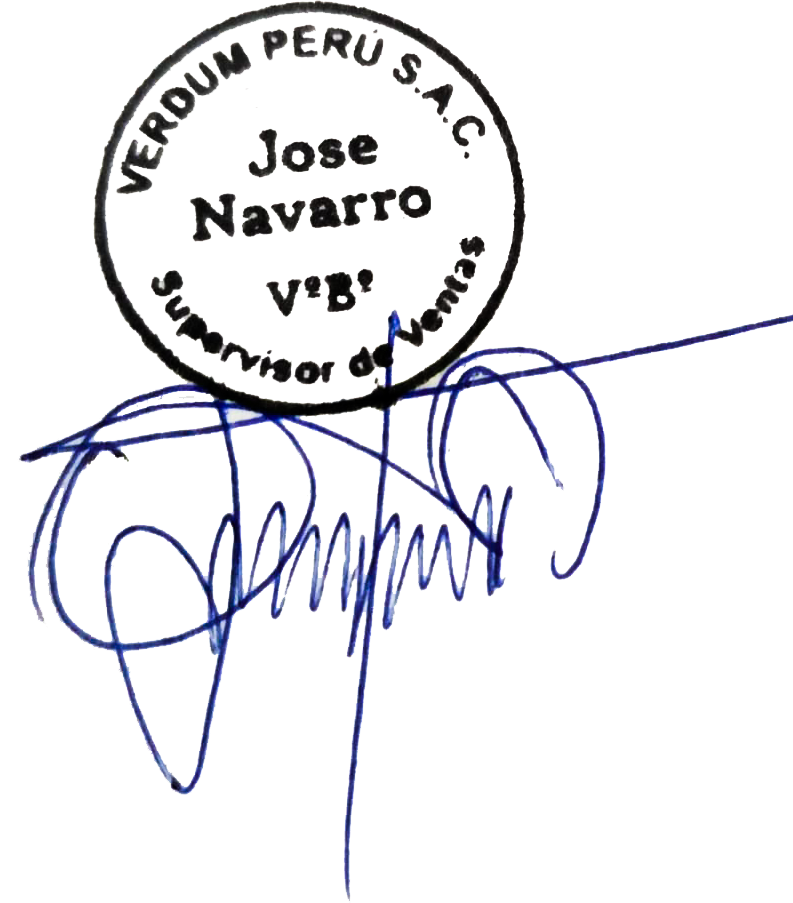 VERDUM PERÚ S.A.C.
Jose
Navarro
VºBº
Supervisor de Ventas